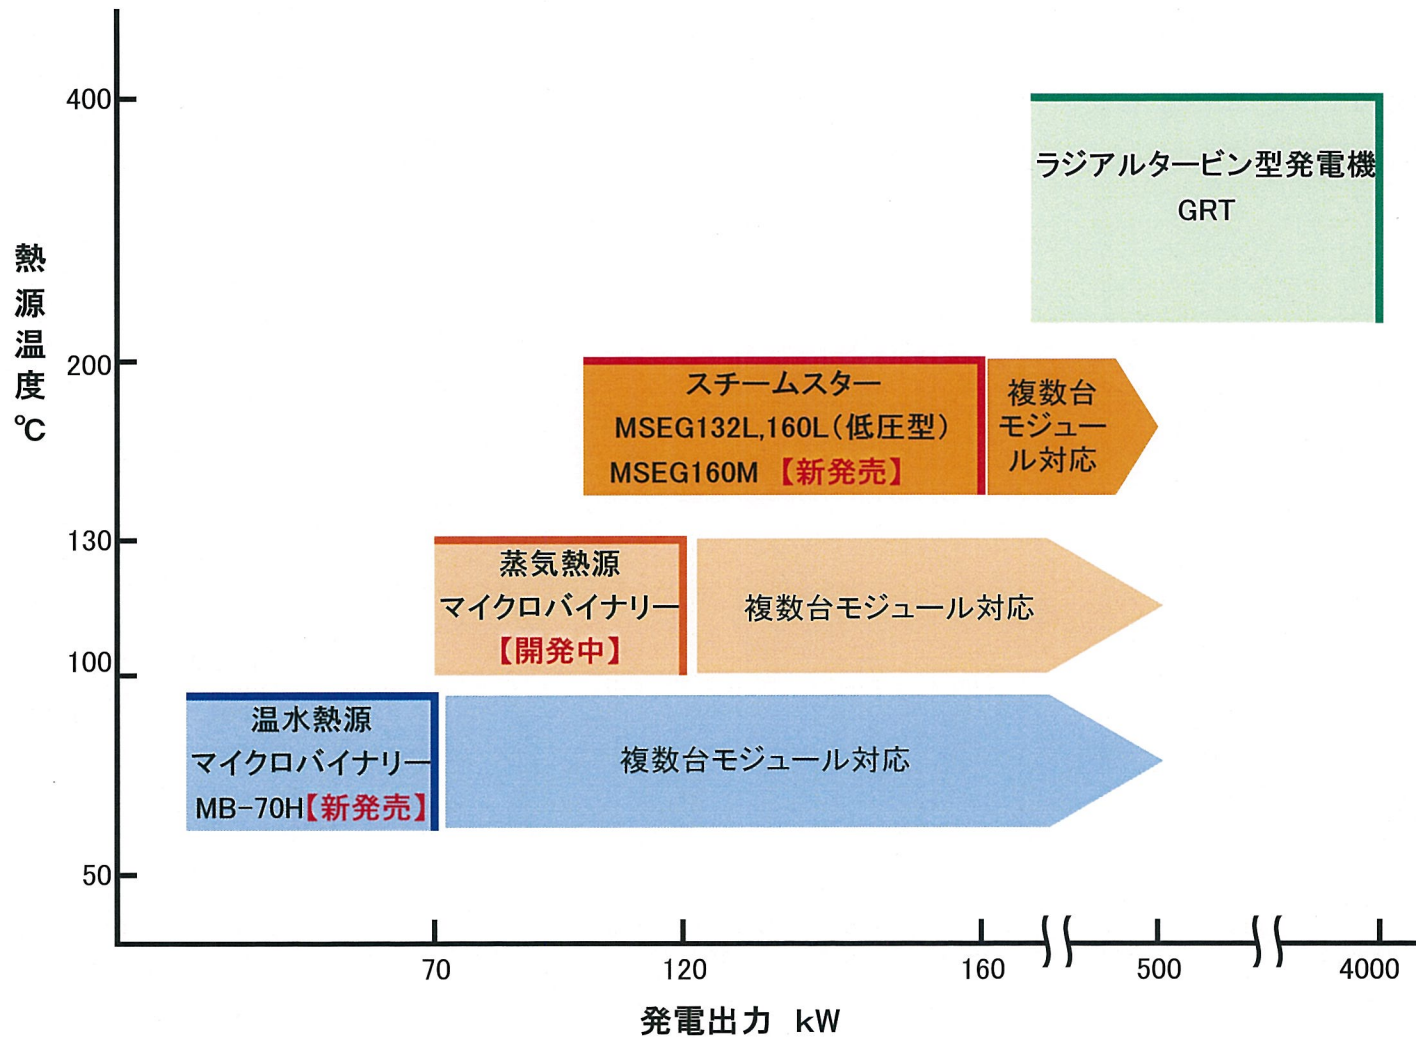 400
ラジアルタービン型発電機
GRT
熱源温度℃
200
スチームスター
MSEG132L,160L(低圧型)
MSEG160M 【新発売】
複数台
モジュー
ル対応
130
蒸気熱源
マイクロバイナリー
【開発中】
複数台モジュール対応
100
温水熱源
マイクロバイナリー
MB-70H【新発売】
複数台モジュール対応
50
70
120
160
500
4000
発電出力 kW